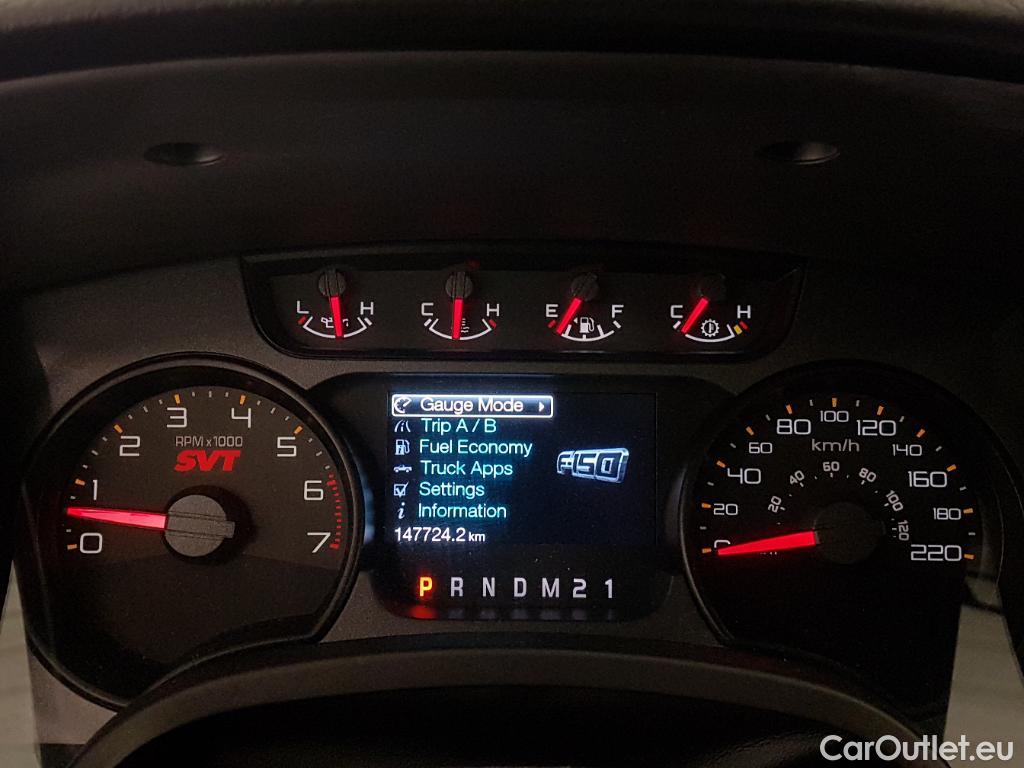 L H
C H
E F
C H
0 1 2 3 4 5 6 7
RPM x 1000
SVT
Gauge Mode
Trip A / B
Fuel Economy
Truck Apps
Settings
Information
147724.2 km
F150
P R N D M 2 1
20 40 60 80 100 120 140 160 180 220
km/h
20 40 60 80 100 120
CarOutlet.eu